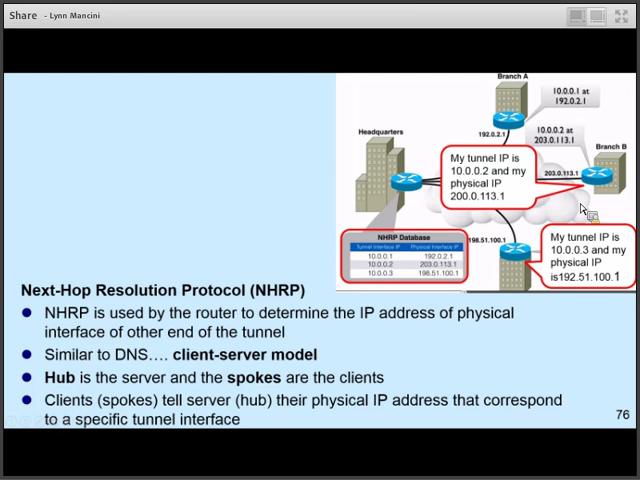 Share - Lynn Mancini
Branch A
10.0.0.1 at
192.0.2.1
Headquarters
192.0.2.1
10.0.0.2 at
203.0.113.1
Branch B
My tunnel IP is
10.0.0.2 and my
physical IP
200.0.113.1
203.0.113.1
NHRP Database
Tunnel Interface IP Physical Interface IP
10.0.0.1 192.0.2.1
10.0.0.2 203.0.113.1
10.0.0.3 198.51.100.1
198.51.100.1
My tunnel IP is
10.0.0.3 and my
physical IP
is192.51.100.1
Next-Hop Resolution Protocol (NHRP)
NHRP is used by the router to determine the IP address of physical
interface of other end of the tunnel
Similar to DNS…. client-server model
Hub is the server and the spokes are the clients
Clients (spokes) tell server (hub) their physical IP address that correspond
to a specific tunnel interface
76